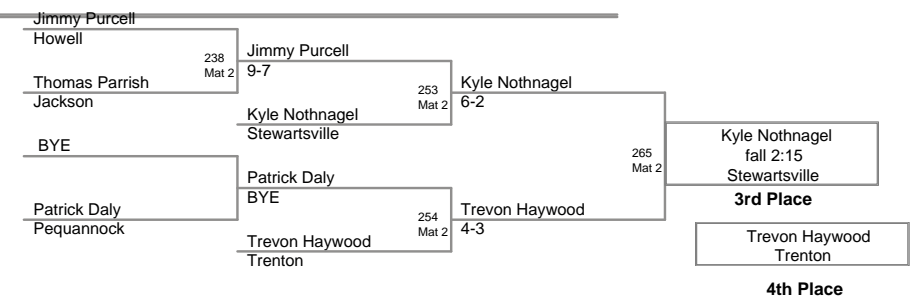 Jimmy Purcell
Howell
238
Mat 2
Jimmy Purcell
9-7
Thomas Parrish
Jackson
253
Mat 2
Kyle Nothnagel
6-2
Kyle Nothnagel
Stewartsville
BYE
265
Mat 2
Kyle Nothnagel
fall 2:15
Stewartsville
3rd Place
Patrick Daly
BYE
Patrick Daly
Pequannock
254
Mat 2
Trevon Haywood
4-3
Trevon Haywood
Trenton
Trevon Haywood
Trenton
4th Place